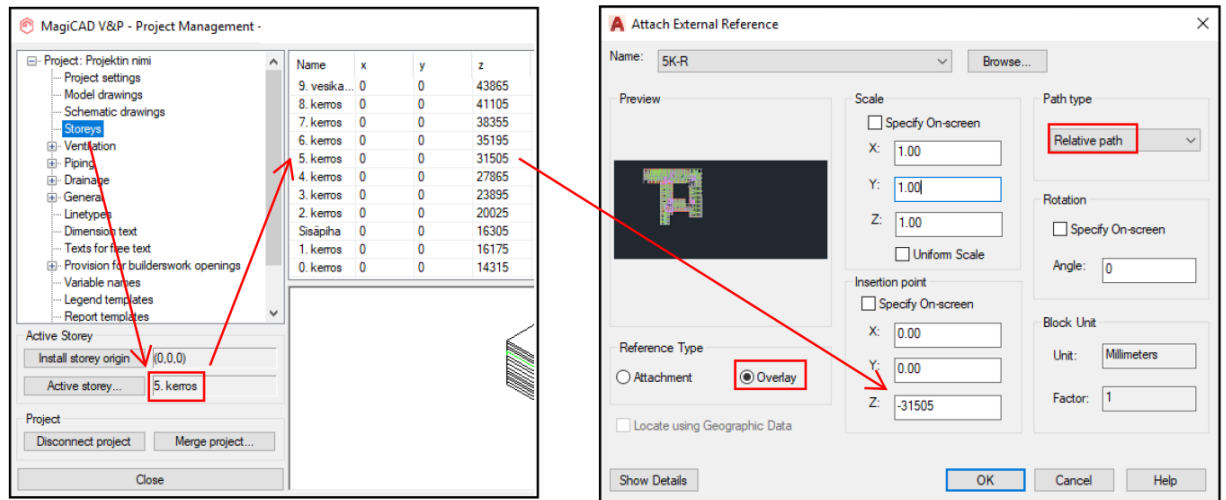 MagiCAD V&P - Project Management -
Project: Projektin nimi
Project settings
Model drawings
Schematic drawings
Storeys
Ventilation
Piping
Drainage
General
Linetypes
Dimension text
Texts for free text
Provision for builderswork openings
Variable names
Legend templates
Report templates
Name x y z
9. vesika... 0 0 43865
8. kerros 0 0 41105
7. kerros 0 0 38355
6. kerros 0 0 35195
5. kerros 0 0 31505
4. kerros 0 0 27865
3. kerros 0 0 23895
2. kerros 0 0 20025
Sisäpiha 0 0 16305
1. kerros 0 0 16175
0. kerros 0 0 14315
Active Storey
Install storey origin (0,0,0)
Active storey... 5. kerros
Project
Disconnect project Merge project...
Close
Attach External Reference
Name: 5K-R Browse...
Preview
Reference Type
Attachment Overlay
Locate using Geographic Data
Scale
Specify On-screen
X: 1.00
Y: 1.00
Z: 1.00
Uniform Scale
Insertion point
Specify On-screen
X: 0.00
Y: 0.00
Z: -31505
Path type
Relative path
Rotation
Specify On-screen
Angle: 0
Block Unit
Unit: Millimeters
Factor: 1
Show Details OK Cancel Help